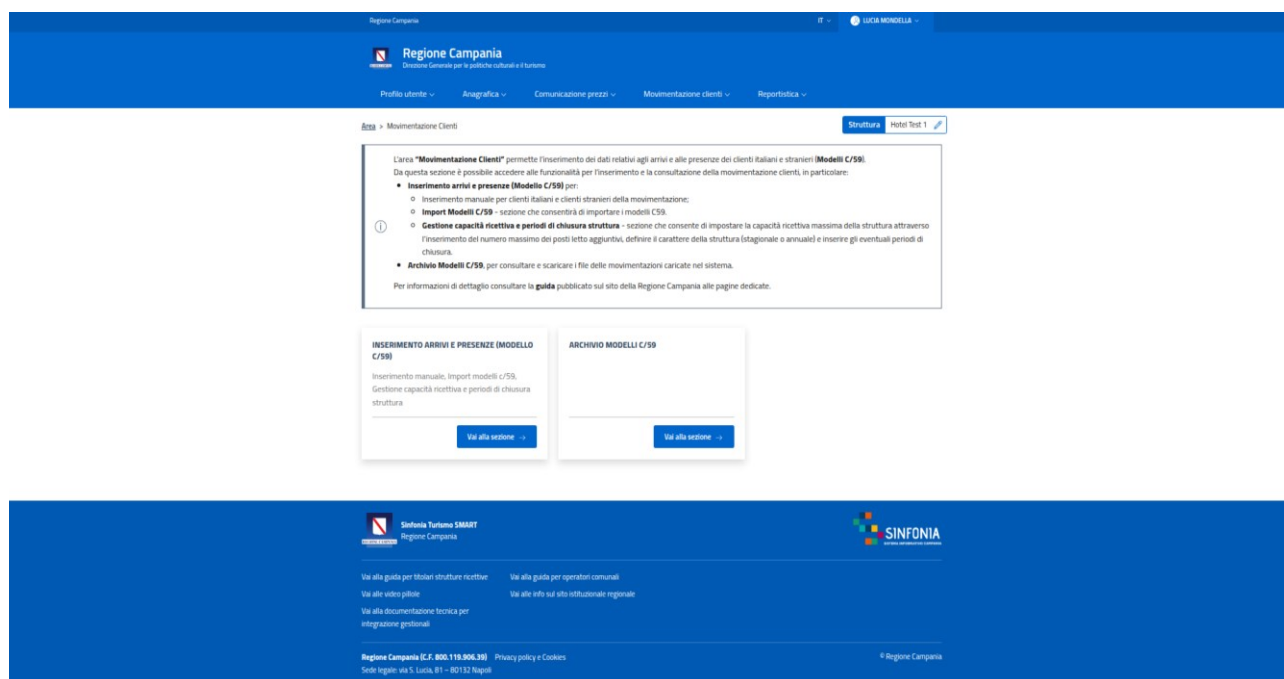 Regione Campania
IT
LUCIA MONDELLA
Regione Campania
Direzione Generale per le politiche culturali e il turismo
Profilo utente
Anagrafica
Comunicazione prezzi
Movimentazione clienti
Reportistica
Area > Movimentazione Clienti
Struttura Hotel Test 1
L'area "Movimentazione Clienti" permette l'inserimento dei dati relativi agli arrivi e alle presenze dei clienti italiani e stranieri (Modelli C/59).
Da questa sezione è possibile accedere alle funzionalità per l'inserimento e la consultazione della movimentazione clienti, in particolare:
Inserimento arrivi e presenze (Modello C/59) per:
Inserimento manuale per clienti italiani e clienti stranieri della movimentazione;
Import Modelli C/59 - sezione che consentirà di importare i modelli C59.
Gestione capacità ricettiva e periodi di chiusura struttura - sezione che consente di impostare la capacità ricettiva massima della struttura attraverso
l'inserimento del numero massimo dei posti letto aggiuntivi, definire il carattere della struttura (stagionale o annuale) e inserire gli eventuali periodi di
chiusura.
Archivio Modelli C/59, per consultare e scaricare i file delle movimentazioni caricate nel sistema.
Per informazioni di dettaglio consultare la guida pubblicato sul sito della Regione Campania alle pagine dedicate.
INSERIMENTO ARRIVI E PRESENZE (MODELLO
C/59)
Inserimento manuale, Import modelli c/59,
Gestione capacità ricettiva e periodi di chiusura
struttura
Vai alla sezione →
ARCHIVIO MODELLI C/59
Vai alla sezione →
Sinfonia Turismo SMART
Regione Campania
SINFONIA
Vai alla guida per titolari strutture ricettive
Vai alla guida per operatori comunali
Vai alle video pillole
Vai alle info sul sito istituzionale regionale
Vai alla documentazione tecnica per
integrazione gestionali
Regione Campania (C.F. 800.119.906.39) Privacy policy e Cookies
© Regione Campania
Sede legale: via S. Lucia, 81 – 80132 Napoli